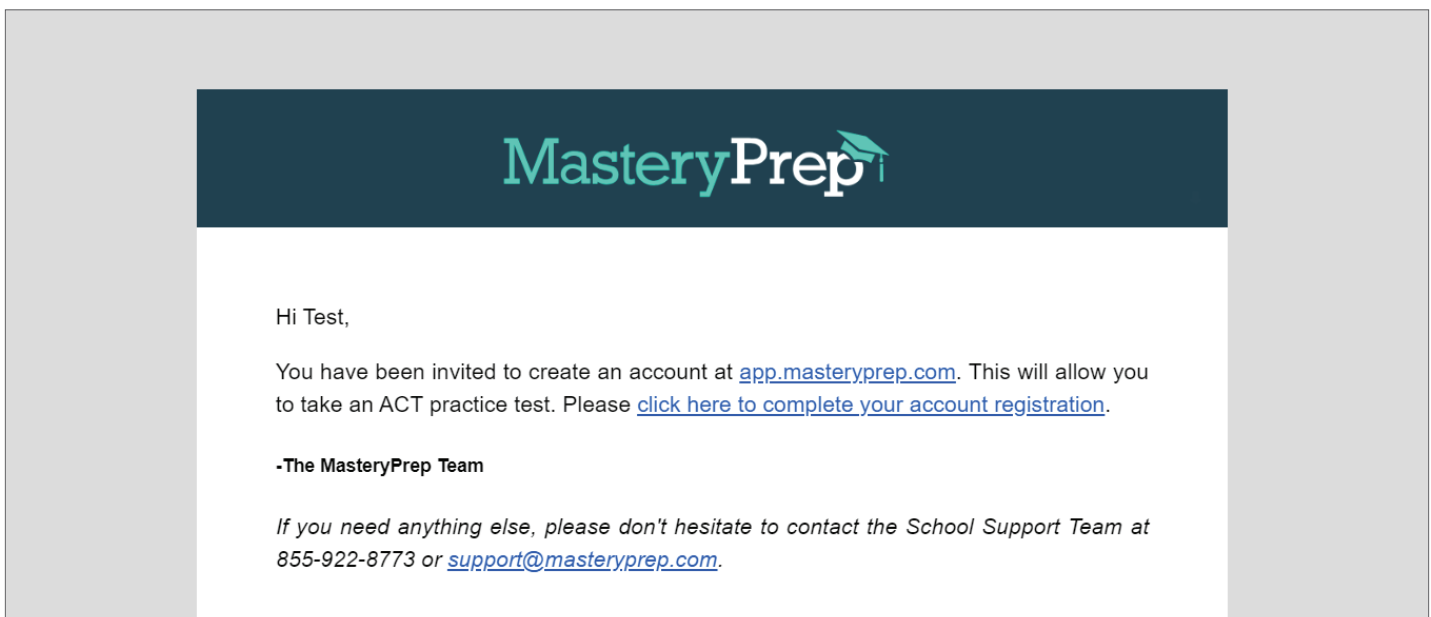 MasteryPrep
Hi Test,
You have been invited to create an account at app.masteryprep.com. This will allow you
to take an ACT practice test. Please click here to complete your account registration.
-The MasteryPrep Team
If you need anything else, please don't hesitate to contact the School Support Team at
855-922-8773 or support@masteryprep.com.